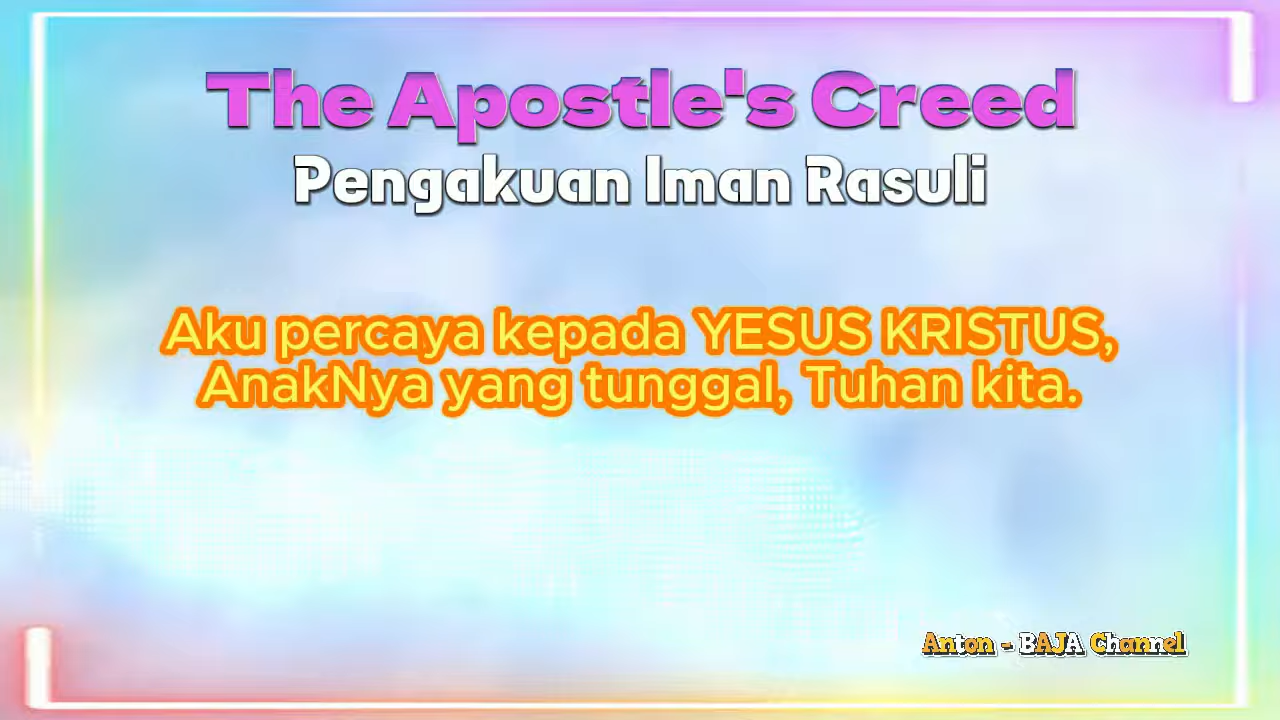 The Apostle's Creed
Pengakuan Iman Rasuli
Aku percaya kepada YESUS KRISTUS,
AnakNya yang tunggal, Tuhan kita.
Anton - BAJA Channel